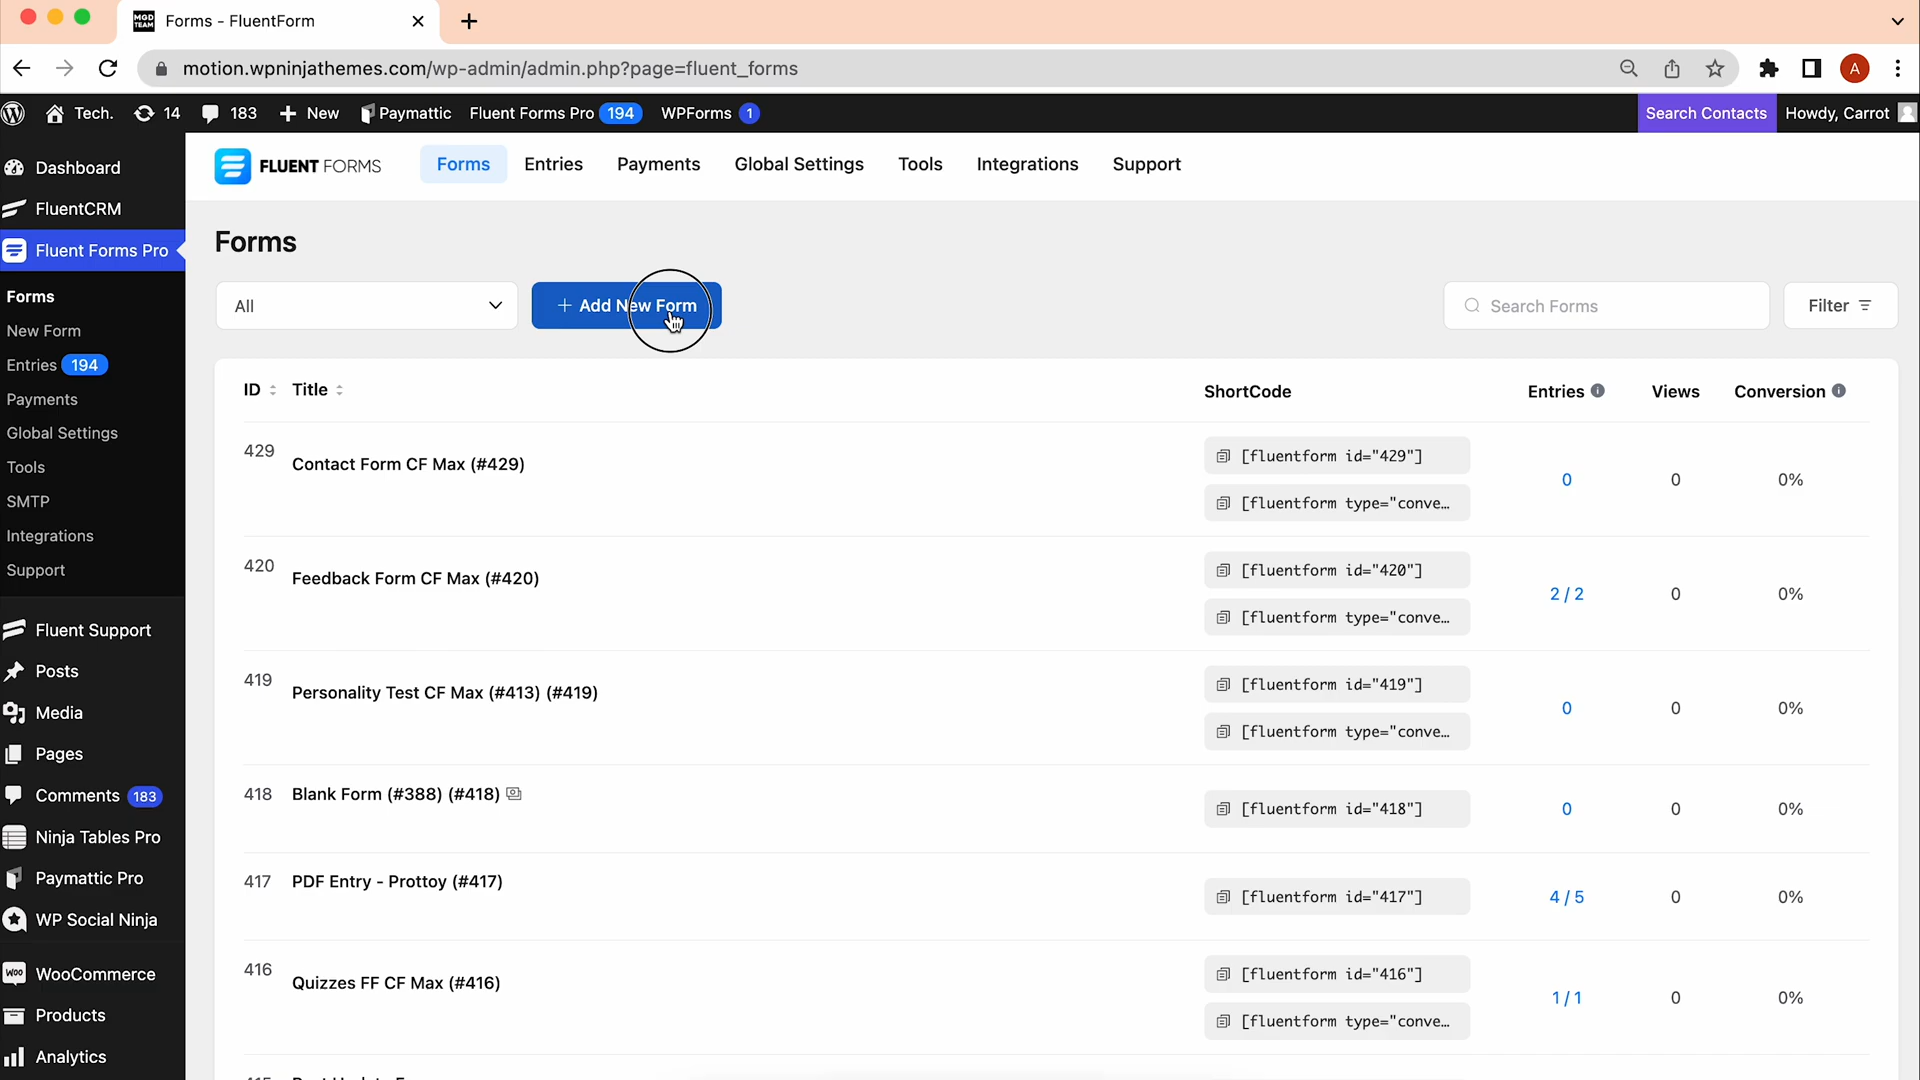 MGD
TEAM
Forms - FluentForm
motion.wpninjathemes.com/wp-admin/admin.php?page=fluent_forms
A
Tech.
14
183
New
Paymattic
Fluent Forms Pro 194
WPForms 1
Search Contacts
Howdy, Carrot
Dashboard
FluentCRM
Fluent Forms Pro
Forms
New Form
Entries 194
Payments
Global Settings
Tools
SMTP
Integrations
Support
Fluent Support
Posts
Media
Pages
Comments 183
Ninja Tables Pro
Paymattic Pro
WP Social Ninja
WOO WooCommerce
Products
Analytics
FLUENT FORMS
Forms
Entries
Payments
Global Settings
Tools
Integrations
Support
Forms
All
+ Add New Form
Search Forms
Filter
ID Title ShortCode Entries Views Conversion
429 Contact Form CF Max (#429) [fluentform id="429"] 0 0 0%
[fluentform type="conve...
420 Feedback Form CF Max (#420) [fluentform id="420"] 2 / 2 0 0%
[fluentform type="conve...
419 Personality Test CF Max (#413) (#419) [fluentform id="419"] 0 0 0%
[fluentform type="conve...
418 Blank Form (#388) (#418) [fluentform id="418"] 0 0 0%
417 PDF Entry - Prottoy (#417) [fluentform id="417"] 4 / 5 0 0%
416 Quizzes FF CF Max (#416) [fluentform id="416"] 1 / 1 0 0%
[fluentform type="conve...